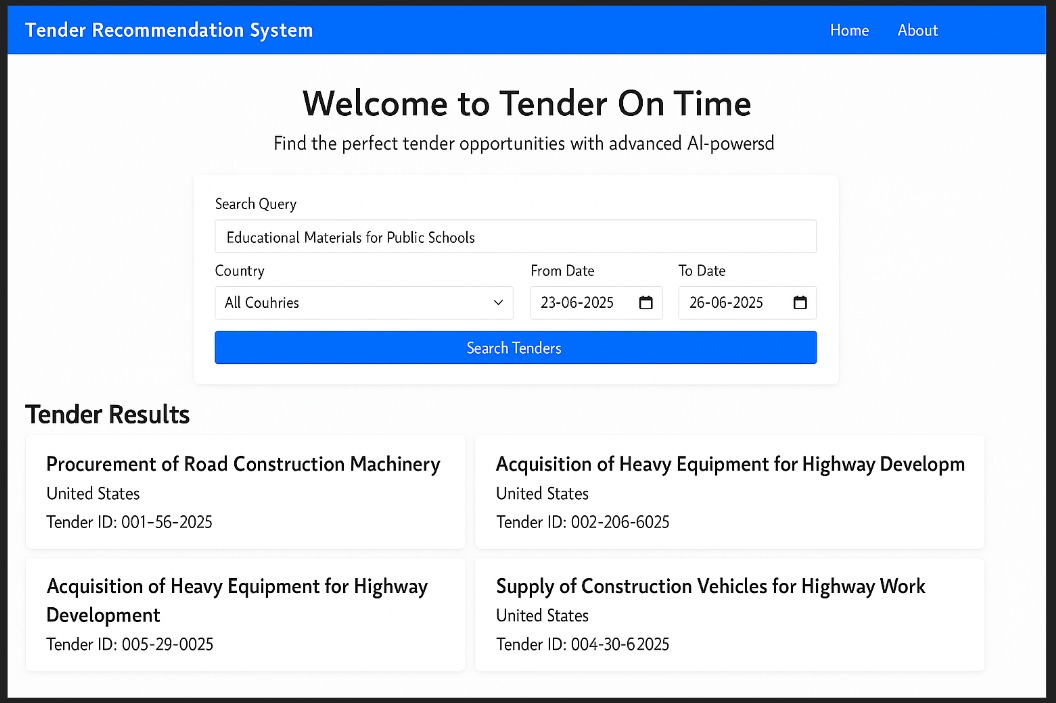 Tender Recommendation System
Home About
Welcome to Tender On Time
Find the perfect tender opportunities with advanced AI-powersd
Search Query
Educational Materials for Public Schools
Country From Date To Date
All Couhries 23-06-2025 26-06-2025
Search Tenders
Tender Results
Procurement of Road Construction Machinery
United States
Tender ID: 001-56-2025
Acquisition of Heavy Equipment for Highway Developm
United States
Tender ID: 002-206-6025
Acquisition of Heavy Equipment for Highway
Development
Tender ID: 005-29-0025
Supply of Construction Vehicles for Highway Work
United States
Tender ID: 004-30-62025